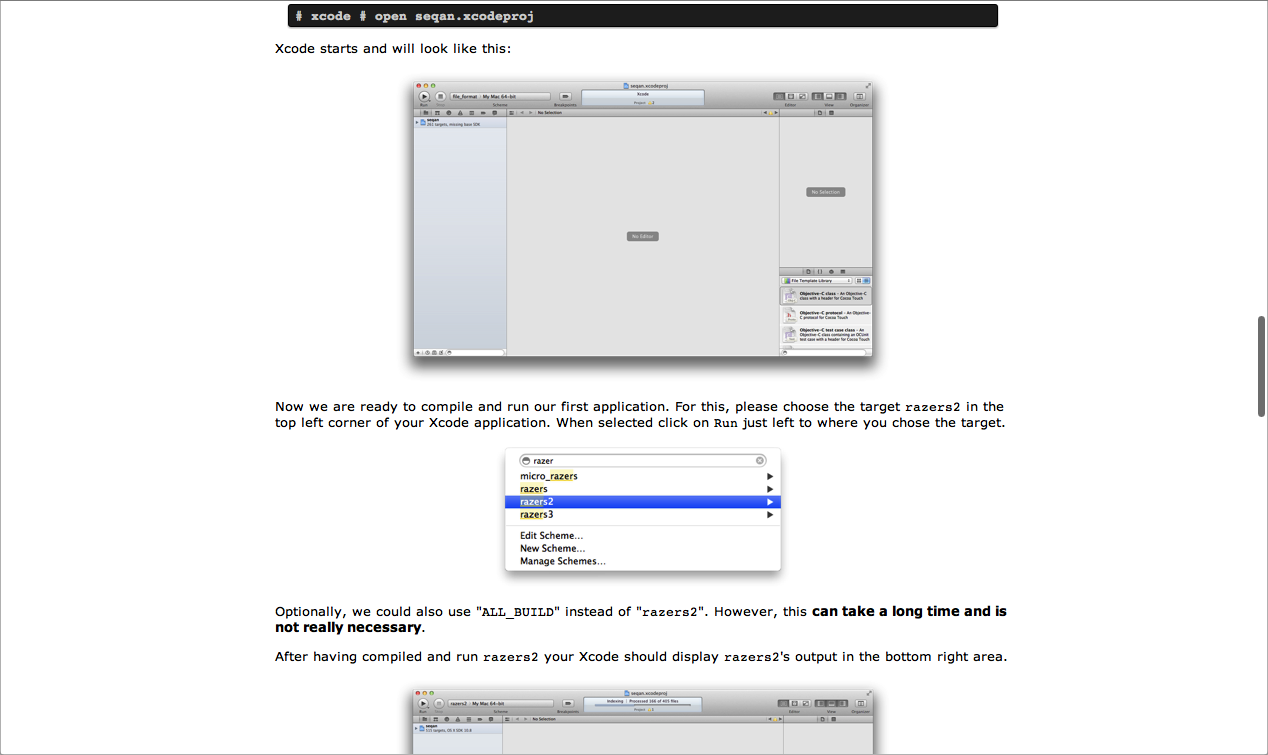 # xcode # open seqan.xcodeproj
Xcode starts and will look like this:
seqan.xcodeproj
file_format My Mac 64-bit
Xcode
Project 2
Run
Scheme
Breakpoints
Editor
View
Organizer
No Selection
seqan
missing base SDK
No Selection
No Editor
File Template Library
Objective-C class - An Objective-C
class with a header for Cocoa Touch
Objective-C protocol - An Objective-
C protocol for Cocoa Touch
Objective-C test case class - An
Objective-C class containing an OCUnit
test case with a header for Cocoa Touch
Now we are ready to compile and run our first application. For this, please choose the target razers2 in the
top left corner of your Xcode application. When selected click on Run just left to where you chose the target.
razer
micro_razers
razers
razers2
razers3
Edit Scheme...
New Scheme...
Manage Schemes...
Optionally, we could also use "ALL_BUILD" instead of "razers2". However, this can take a long time and is
not really necessary.
After having compiled and run razers2 your Xcode should display razers2's output in the bottom right area.
seqan.xcodeproj
razers2 My Mac 64-bit
Indexing | Processed 166 of 405 files
Run
Scheme
Breakpoints
Project
Editor
View
Organizer
No Selection
seqan
targets, OS X SDK 10.8